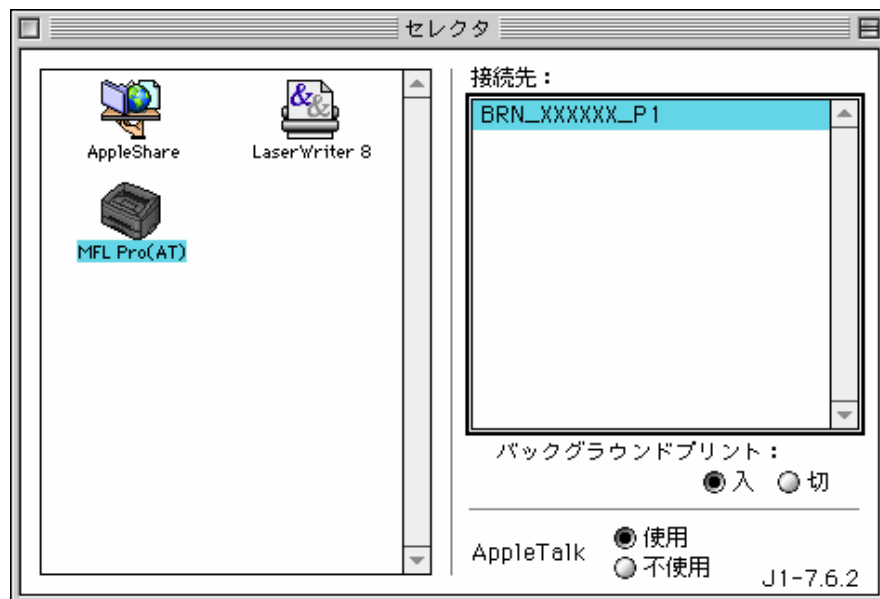 セレクタ
AppleShare
LaserWriter 8
MFL Pro(AT)
接続先：
BRN_XXXXXX_P1
バックグラウンドプリント：
入 切
AppleTalk
使用
不使用
J1-7.6.2